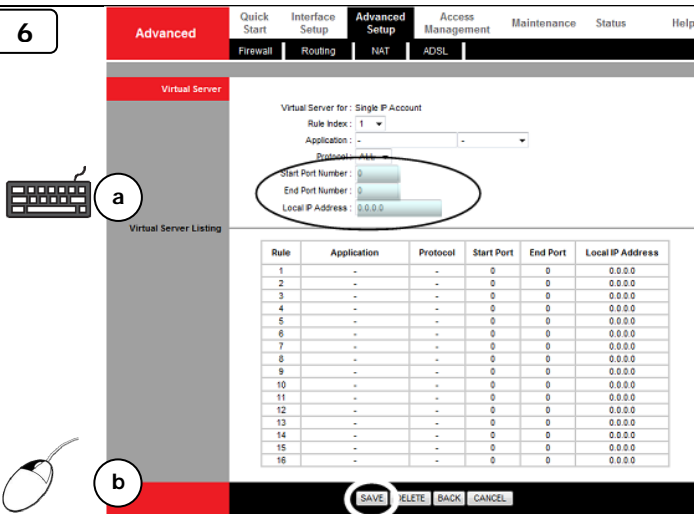 6
Advanced
Quick Start
Interface Setup
Advanced Setup
Access Management
Maintenance
Status
Help
Firewall Routing NAT ADSL
Virtual Server
Virtual Server for : Single IP Account
Rule Index : 1
Application : - -
Protocol : ALL
Start Port Number : 0
End Port Number : 0
Local IP Address : 0.0.0.0
a
Virtual Server Listing
Rule Application Protocol Start Port End Port Local IP Address
1 - - 0 0 0.0.0.0
2 - - 0 0 0.0.0.0
3 - - 0 0 0.0.0.0
4 - - 0 0 0.0.0.0
5 - - 0 0 0.0.0.0
6 - - 0 0 0.0.0.0
7 - - 0 0 0.0.0.0
8 - - 0 0 0.0.0.0
9 - - 0 0 0.0.0.0
10 - - 0 0 0.0.0.0
11 - - 0 0 0.0.0.0
12 - - 0 0 0.0.0.0
13 - - 0 0 0.0.0.0
14 - - 0 0 0.0.0.0
15 - - 0 0 0.0.0.0
16 - - 0 0 0.0.0.0
b
SAVE DELETE BACK CANCEL